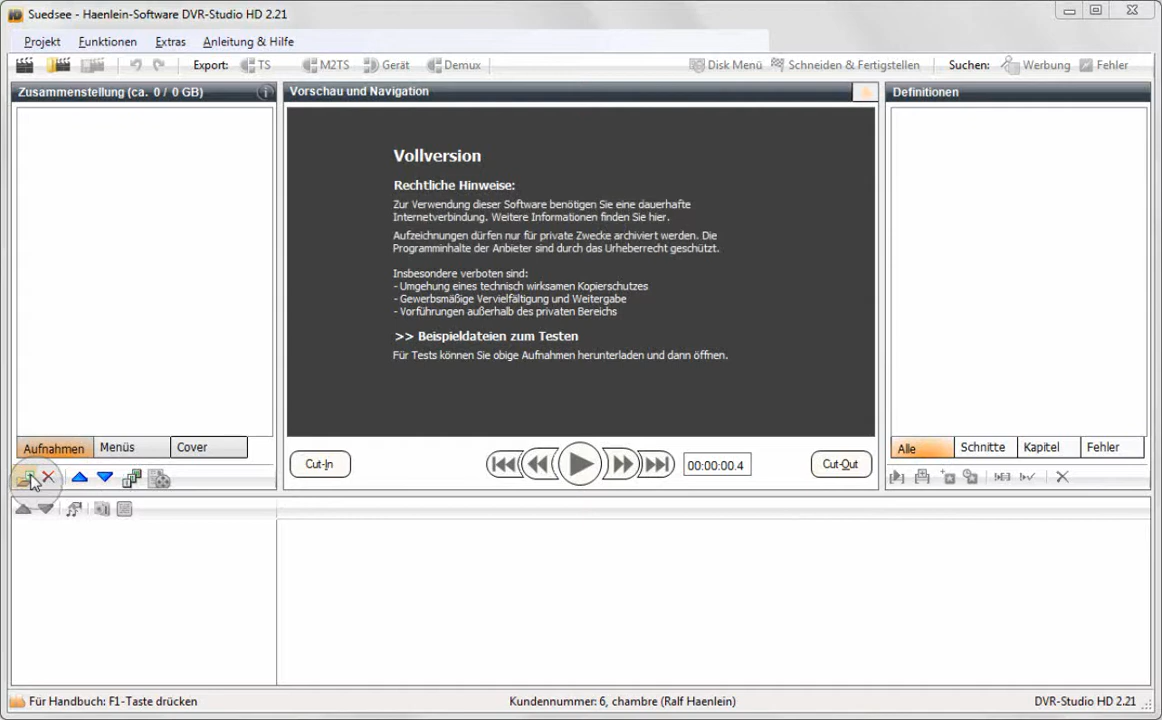 Suedsee - Haenlein-Software DVR-Studio HD 2.21
Projekt Funktionen Extras Anleitung & Hilfe
Export: TS M2TS Gerät Demux Disk Menü Schneiden & Fertigstellen Suchen: Werbung Fehler
Zusammenstellung (ca. 0 / 0 GB) Vorschau und Navigation Definitionen
Vollversion
Rechtliche Hinweise:
Zur Verwendung dieser Software benötigen Sie eine dauerhafte
Internetverbindung. Weitere Informationen finden Sie hier.
Aufzeichnungen dürfen nur für private Zwecke archiviert werden. Die
Programminhalte der Anbieter sind durch das Urheberrecht geschützt.
Insbesondere verboten sind:
- Umgehung eines technisch wirksamen Kopierschutzes
- Gewerbsmäßige Vervielfältigung und Weitergabe
- Vorführungen außerhalb des privaten Bereichs
>> Beispieldateien zum Testen
Für Tests können Sie obige Aufnahmen herunterladen und dann öffnen.
Aufnahmen Menüs Cover Alle Schnitte Kapitel Fehler
Cut-In 00:00:00.4 Cut-Out
Für Handbuch: F1-Taste drücken Kundennummer: 6, chambre (Ralf Haenlein) DVR-Studio HD 2.21